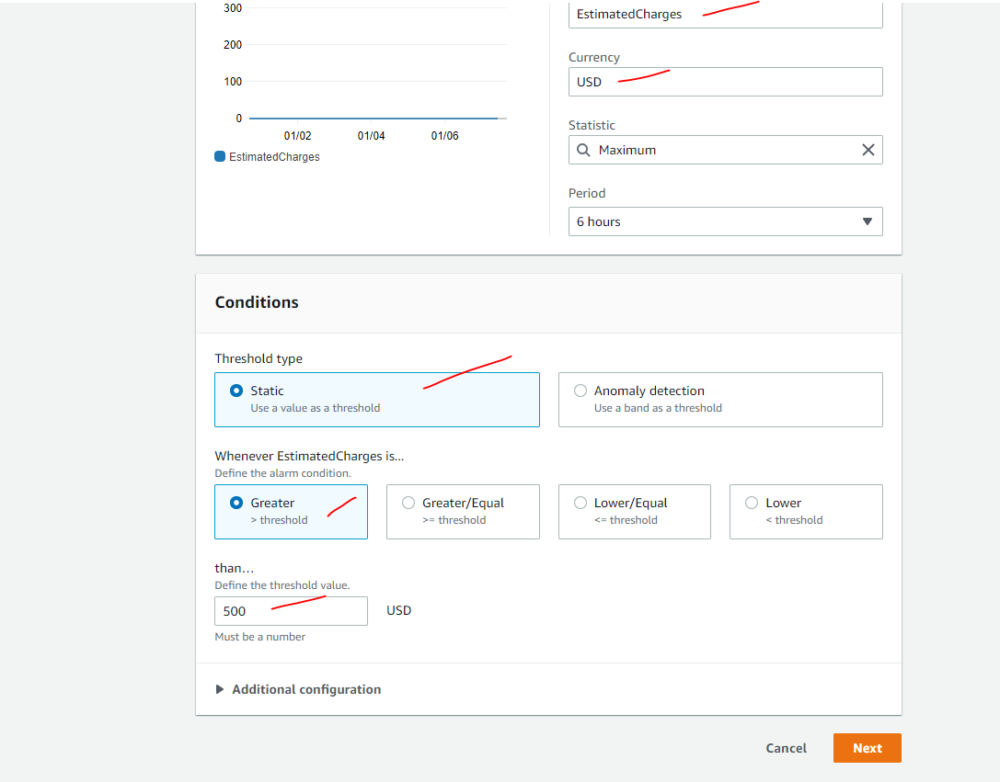 300
EstimatedCharges
200
Currency
100
USD
0
Statistic
01/02 01/04 01/06
Maximum
EstimatedCharges
Period
6 hours
Conditions
Threshold type
Static
Use a value as a threshold
Anomaly detection
Use a band as a threshold
Whenever EstimatedCharges is...
Define the alarm condition.
Greater
> threshold
Greater/Equal
>= threshold
Lower/Equal
<= threshold
Lower
< threshold
than...
Define the threshold value.
500 USD
Must be a number
Additional configuration
Cancel Next